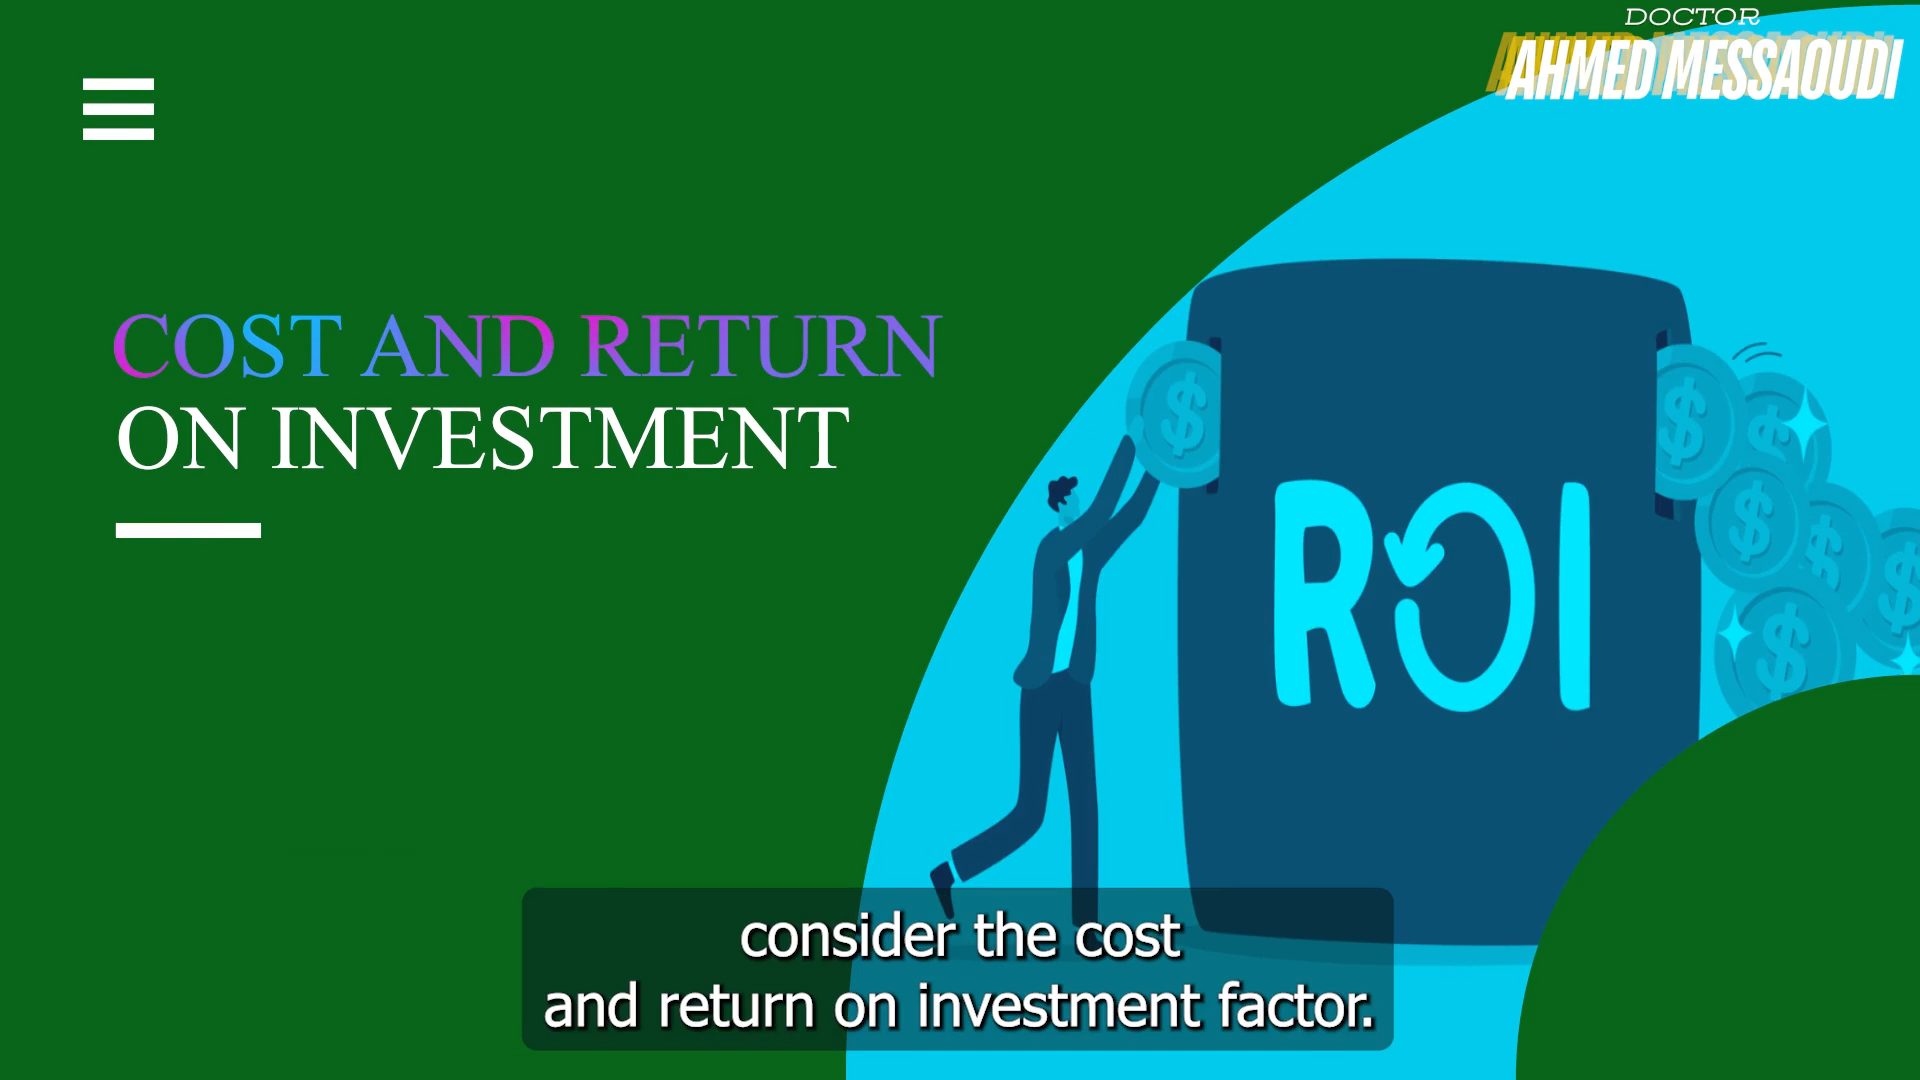 DOCTOR
AHMED MESSAOUDI
COST AND RETURN
ON INVESTMENT
$ $ $ $ $ $ $
ROI
consider the cost
and return on investment factor.